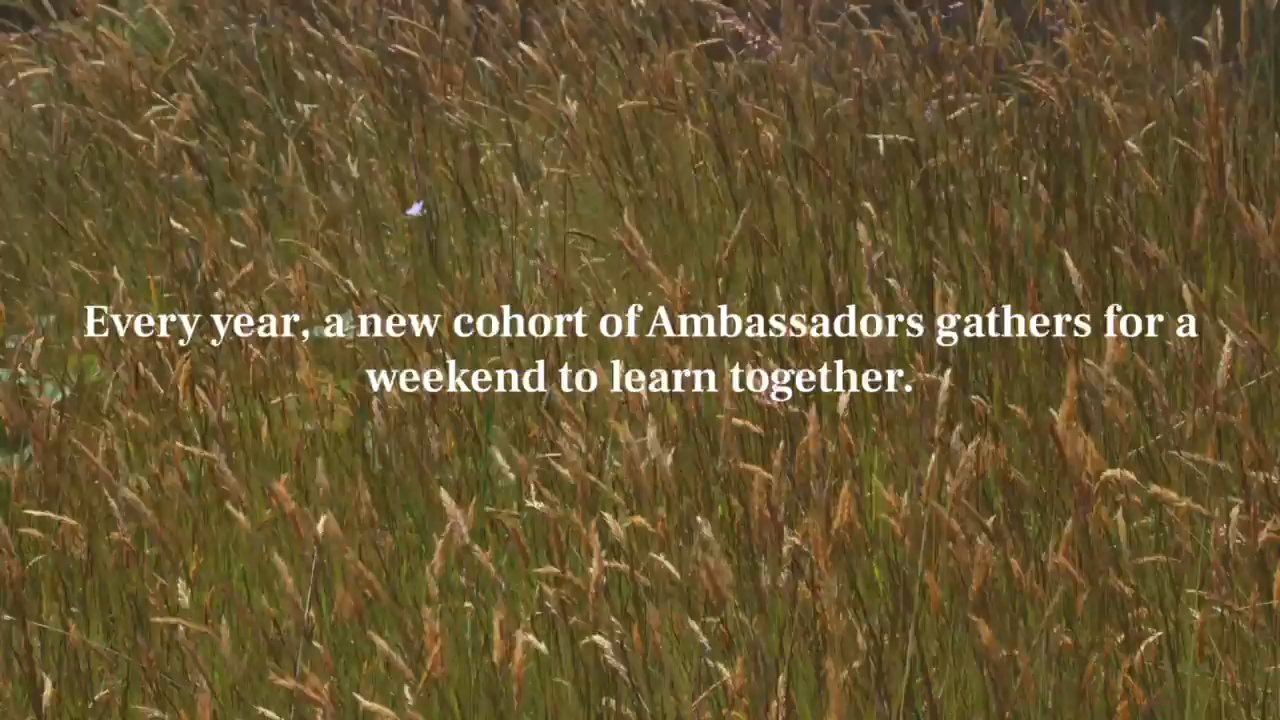 Every year, a new cohort of Ambassadors gathers for a
weekend to learn together.